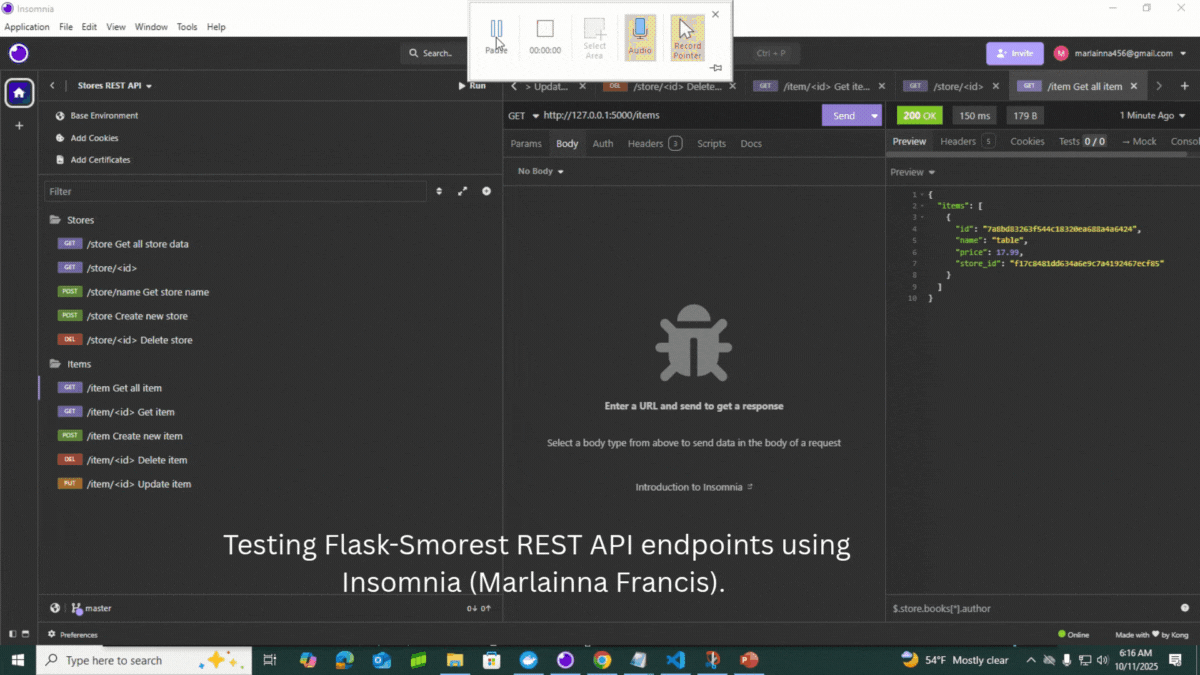 Insomnia
Application File Edit View Window Tools Help
Pause
00:00:00
Select Area
Audio
Record Pointer
Search..
Ctrl + P
Invite
marlainna456@gmail.com
Stores REST API
Run
> Updat...
DEL /store/<id> Delete...
GET /item/<id> Get ite...
GET /store/<id>
GET /item Get all item
Base Environment
Add Cookies
Add Certificates
Filter
Stores
GET /store Get all store data
GET /store/<id>
POST /store/name Get store name
POST /store Create new store
DEL /store/<id> Delete store
Items
GET /item Get all item
GET /item/<id> Get item
POST /item Create new item
DEL /item/<id> Delete item
PUT /item/<id> Update item
GET http://127.0.0.1:5000/items
Send
200 OK 150 ms 179 B 1 Minute Ago
Params Body Auth Headers 3 Scripts Docs
Preview Headers 5 Cookies Tests 0 / 0 → Mock Consol
No Body
Preview
1 {
2 "items": [
3 {
4 "id": "7a8bd83263f544c18320ea688a4a6424",
5 "name": "table",
6 "price": 17.99,
7 "store_id": "f17c8481dd634a6e9c7a4192467ecf85"
8 }
9 ]
10 }
Enter a URL and send to get a response
Select a body type from above to send data in the body of a request
Introduction to Insomnia
Testing Flask-Smorest REST API endpoints using
Insomnia (Marlainna Francis).
master
0↓ 0↑
$.store.books[*].author
Preferences
Online
Made with ♥ by Kong
Type here to search
54°F Mostly clear
6:16 AM
10/11/2025